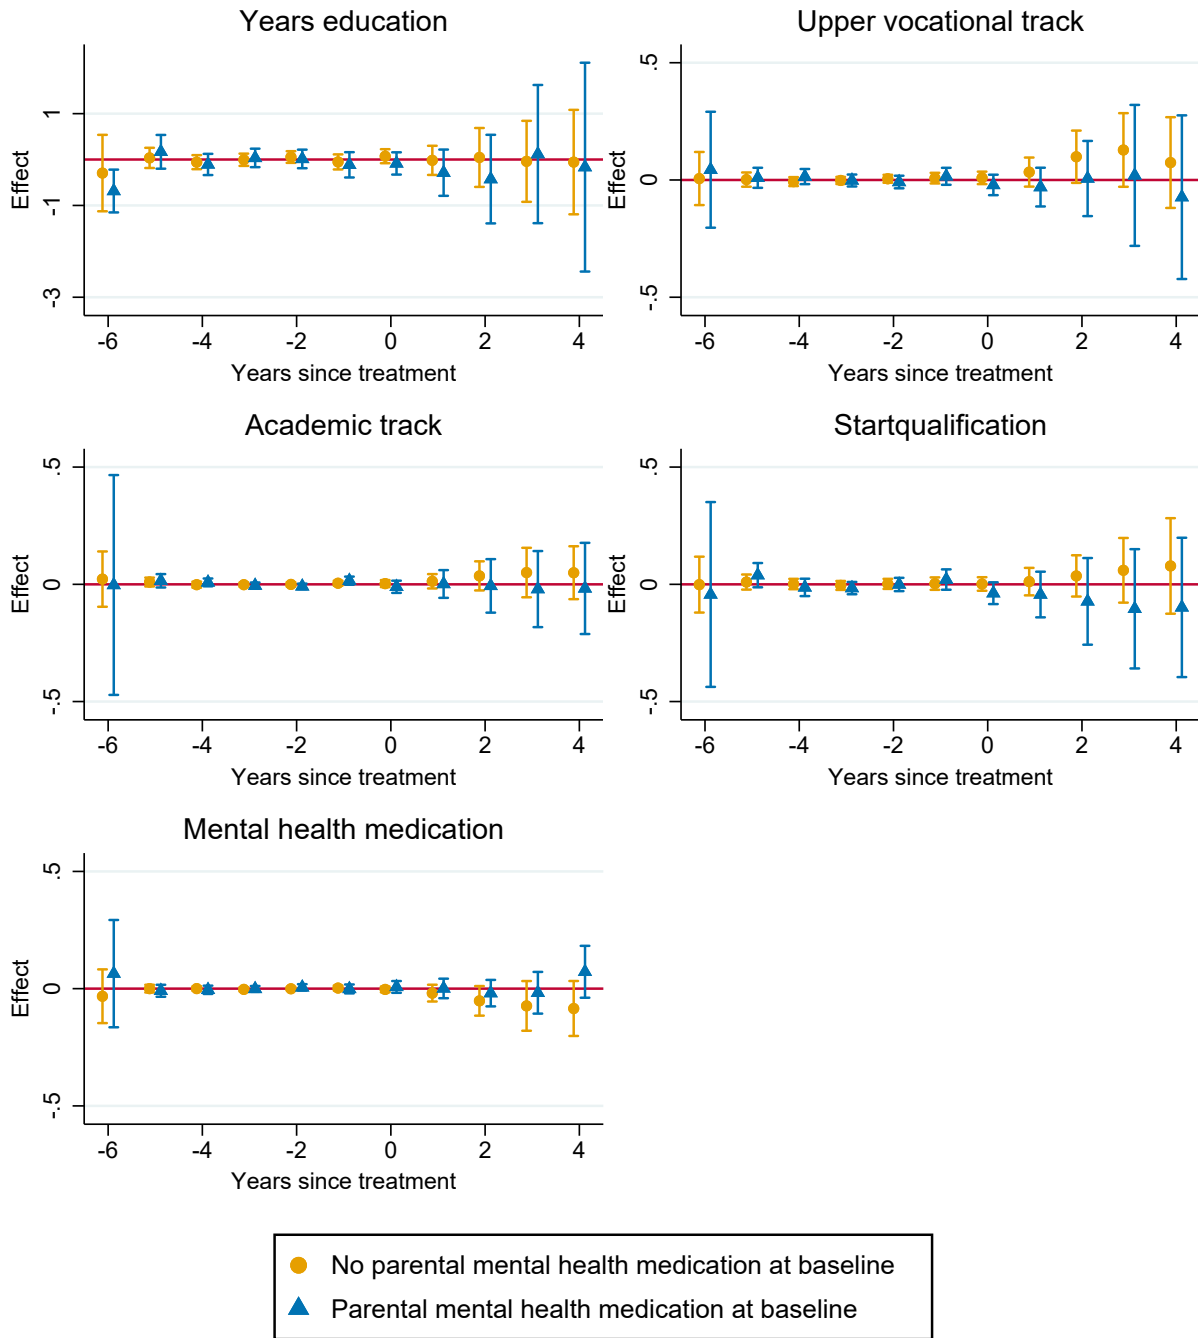 Years education
Effect
1
-1
-3
-6 -4 -2 0 2 4
Years since treatment
Upper vocational track
Effect
.5
0
-.5
-6 -4 -2 0 2 4
Years since treatment
Academic track
Effect
.5
0
-.5
-6 -4 -2 0 2 4
Years since treatment
Startqualification
Effect
.5
0
-.5
-6 -4 -2 0 2 4
Years since treatment
Mental health medication
Effect
.5
0
-.5
-6 -4 -2 0 2 4
Years since treatment
No parental mental health medication at baseline
Parental mental health medication at baseline